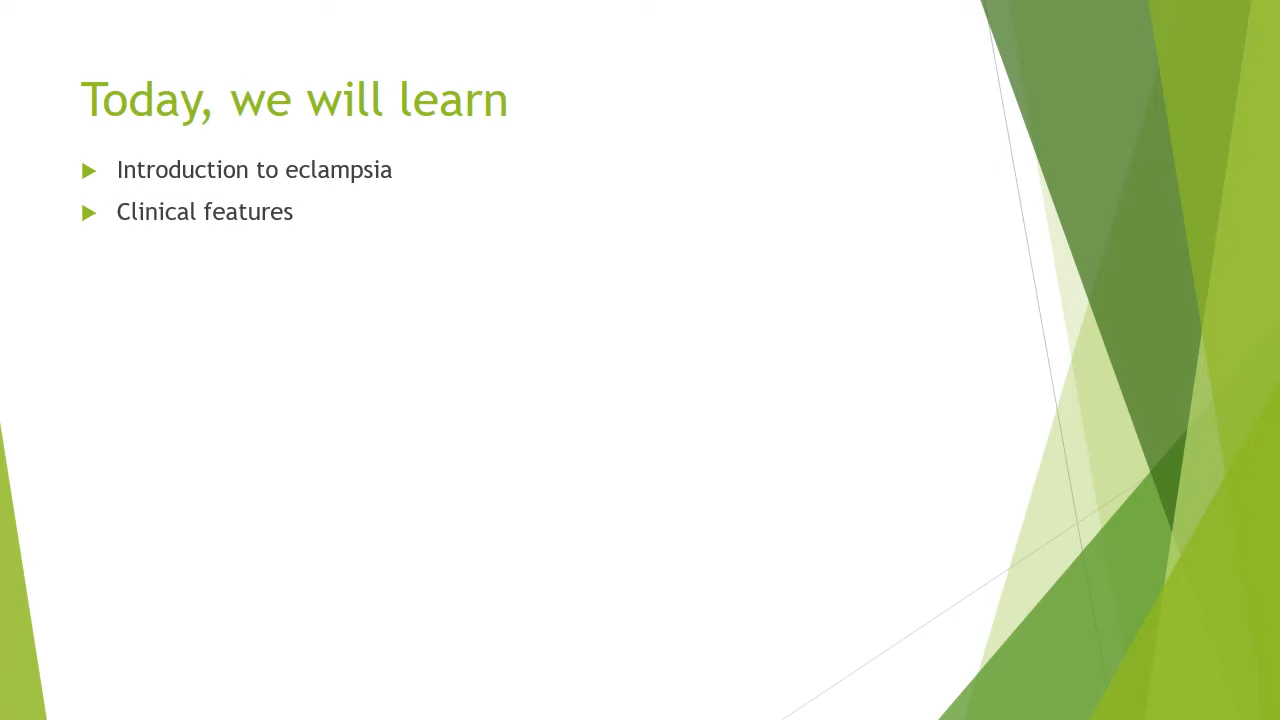 Today, we will learn
Introduction to eclampsia
Clinical features